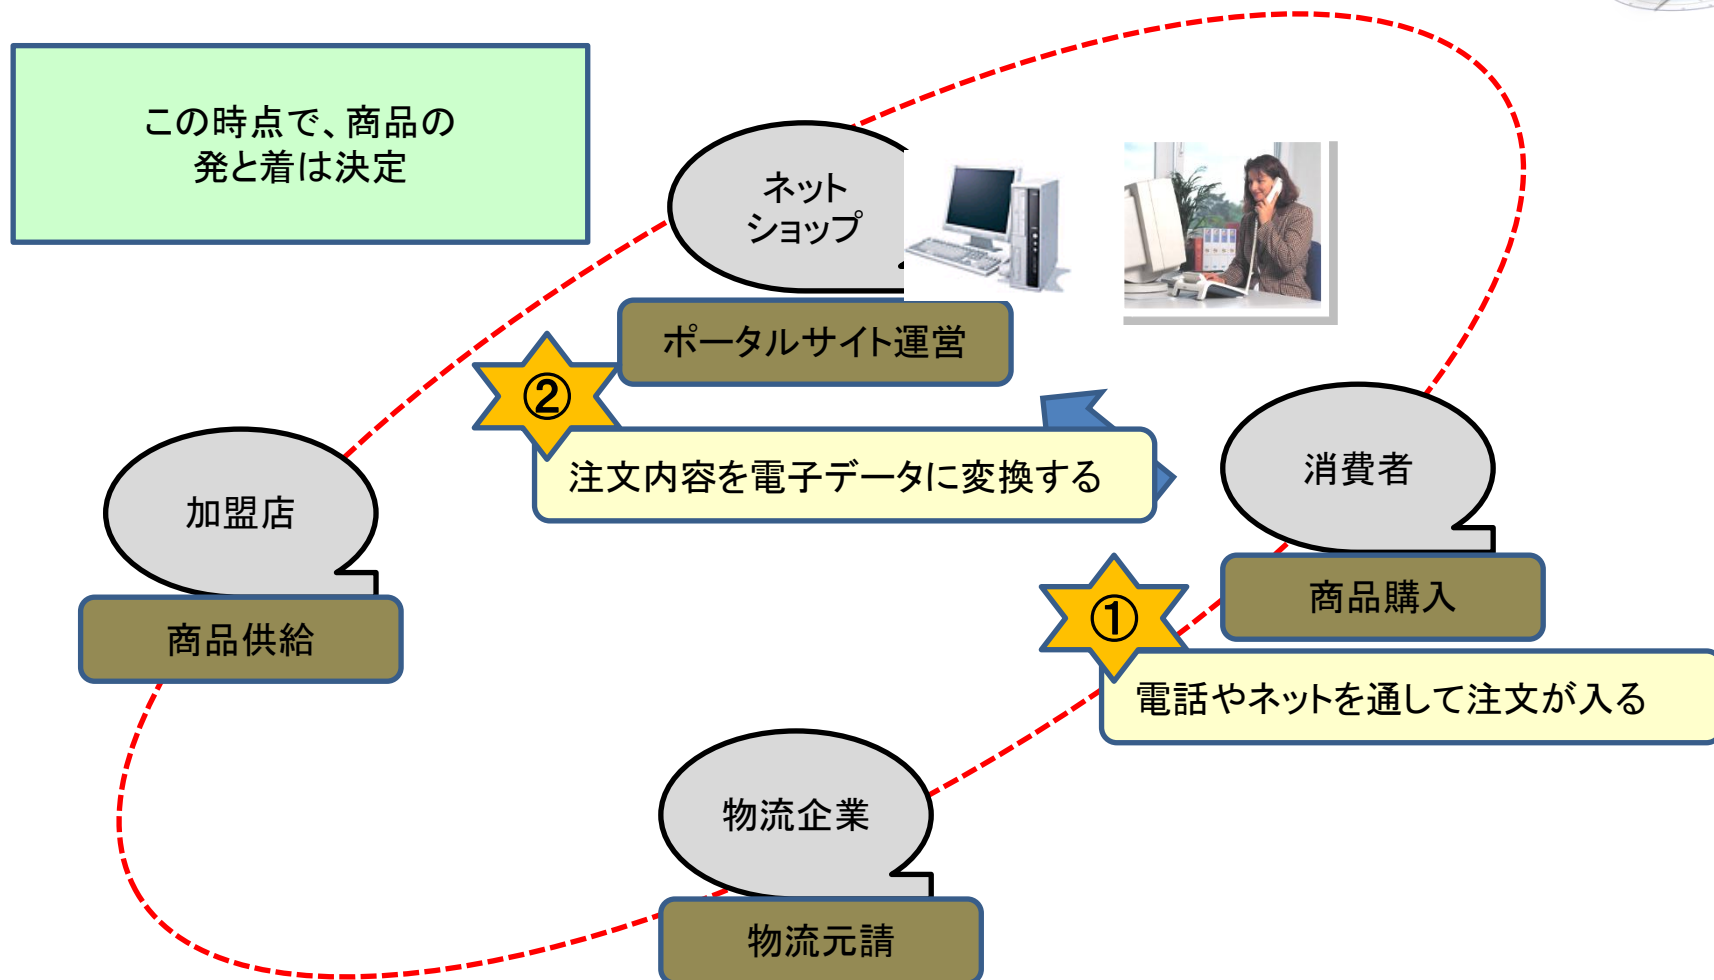 この時点で、商品の
発と着は決定
ネット
ショップ
ポータルサイト運営
②
注文内容を電子データに変換する
消費者
加盟店
①
商品購入
商品供給
電話やネットを通して注文が入る
物流企業
物流元請